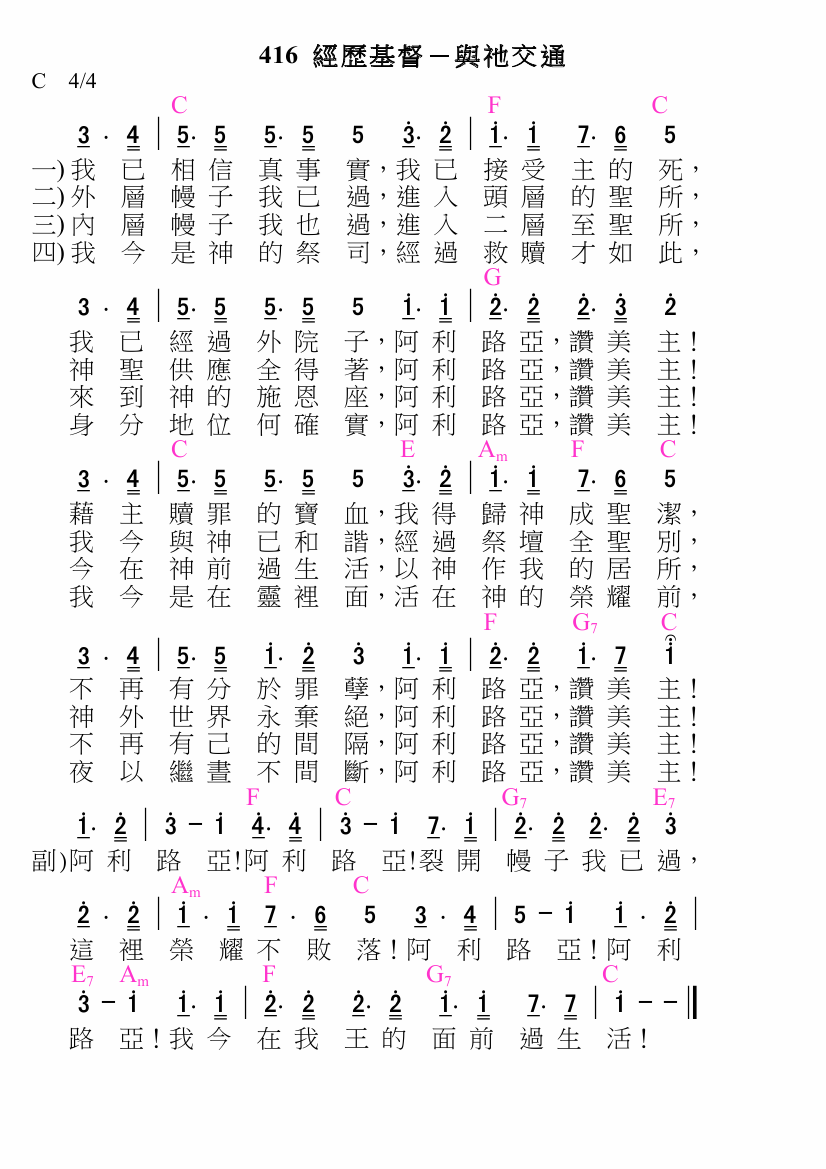 416 經歷基督－與祂交通
C 4/4
C F C
3 . 4 | 5. 5 5. 5 5 3. 2 | 1. 1 7. 6 5
一)我 已 相 信 真 事 實，我 已 接 受 主 的 死，
二)外 層 幔 子 我 已 過，進 入 頭 層 的 聖 所，
三)內 層 幔 子 我 也 過，進 入 二 層 至 聖 所，
四)我 今 是 神 的 祭 司，經 過 救 贖 才 如 此，
G
3 . 4 | 5. 5 5. 5 5 1. 1 | 2. 2 2. 3 2
我 已 經 過 外 院 子，阿 利 路 亞，讚 美 主！
神 聖 供 應 全 得 著，阿 利 路 亞，讚 美 主！
來 到 神 的 施 恩 座，阿 利 路 亞，讚 美 主！
身 分 地 位 何 確 實，阿 利 路 亞，讚 美 主！
C E Am F C
3 . 4 | 5. 5 5. 5 5 3. 2 | 1. 1 7. 6 5
藉 主 贖 罪 的 寶 血，我 得 歸 神 成 聖 潔，
我 今 與 神 已 和 諧，經 過 祭 壇 全 聖 別，
今 在 神 前 過 生 活，以 神 作 我 的 居 所，
我 今 是 在 靈 裡 面，活 在 神 的 榮 耀 前，
F G7 C
3 . 4 | 5. 5 1. 2 3 1. 1 | 2. 2 1. 7 1
不 再 有 分 於 罪 孽，阿 利 路 亞，讚 美 主！
神 外 世 界 永 棄 絕，阿 利 路 亞，讚 美 主！
不 再 有 己 的 間 隔，阿 利 路 亞，讚 美 主！
夜 以 繼 晝 不 間 斷，阿 利 路 亞，讚 美 主！
F C G7 E7
1. 2 | 3 － 1 4. 4 | 3 － 1 7. 1 | 2. 2 2. 2 3
副)阿 利 路 亞!阿 利 路 亞!裂 開 幔 子 我 已 過，
Am F C
2 . 2 | 1 . 1 7 . 6 5 3 . 4 | 5 － 1 1 . 2 |
這 裡 榮 耀 不 敗 落！阿 利 路 亞！阿 利
E7 Am F G7 C
3 － 1 1. 1 | 2. 2 2. 2 1. 1 7. 7 | 1 － － ‖
路 亞！我 今 在 我 王 的 面 前 過 生 活！